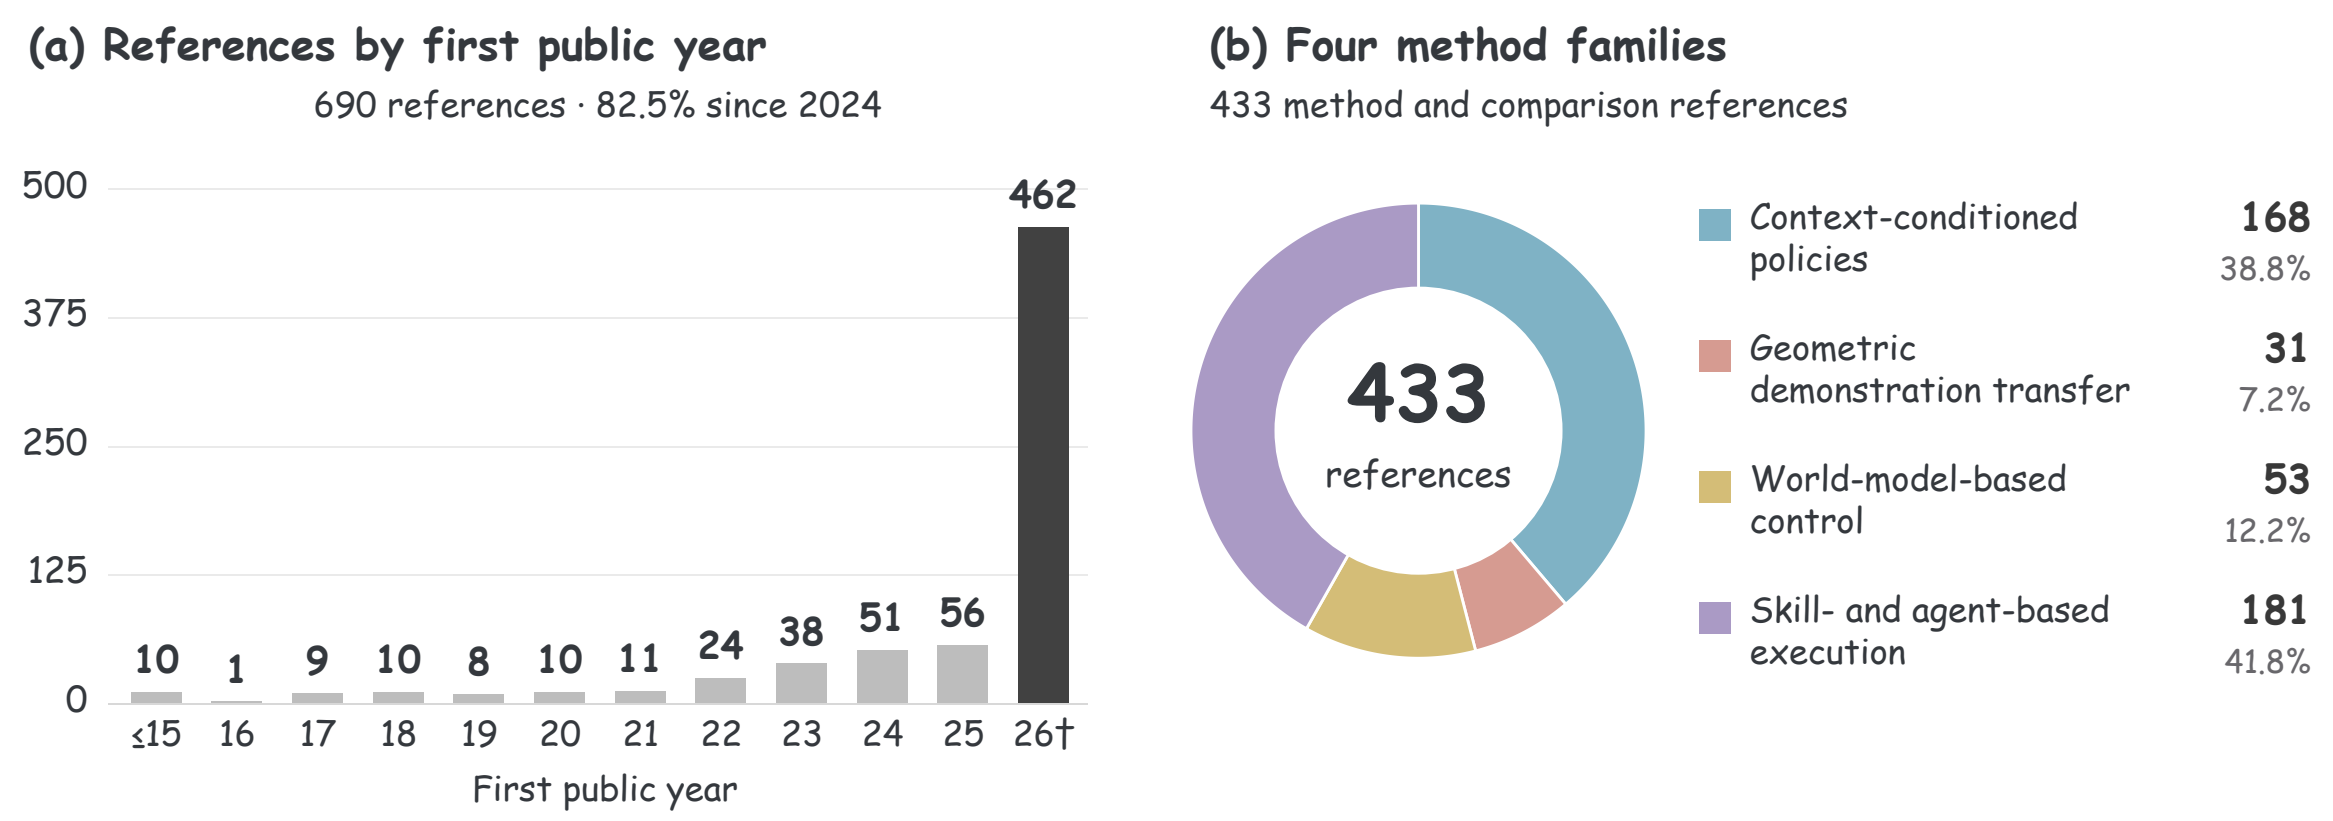 (a) References by first public year
690 references · 82.5% since 2024
500
375
250
125
0
10
1
9
10
8
10
11
24
38
51
56
462
≤15
16
17
18
19
20
21
22
23
24
25
26†
First public year
(b) Four method families
433 method and comparison references
433
references
Context-conditioned
policies
168
38.8%
Geometric
demonstration transfer
31
7.2%
World-model-based
control
53
12.2%
Skill- and agent-based
execution
181
41.8%